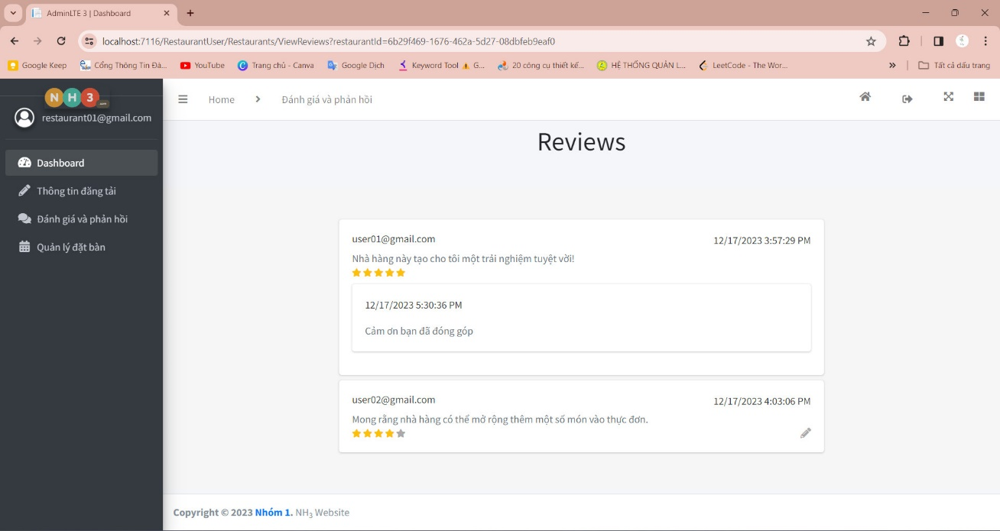 AdminLTE 3 | Dashboard
localhost:7116/RestaurantUser/Restaurants/ViewReviews?restaurantId=6b29f469-1676-462a-5d27-08dbfeb9eaf0
Google Keep
Cổng Thông Tin Đà...
YouTube
Trang chủ - Canva
Google Dịch
Keyword Tool ⚠ G...
20 công cụ thiết kế...
HỆ THỐNG QUẢN L...
LeetCode - The Wor...
Tất cả dấu trang
NH3
restaurant01@gmail.com
Home
Đánh giá và phản hồi
Dashboard
Thông tin đăng tải
Đánh giá và phản hồi
Quản lý đặt bàn
Reviews
user01@gmail.com
12/17/2023 3:57:29 PM
Nhà hàng này tạo cho tôi một trải nghiệm tuyệt vời!
12/17/2023 5:30:36 PM
Cảm ơn bạn đã đóng góp
user02@gmail.com
12/17/2023 4:03:06 PM
Mong rằng nhà hàng có thể mở rộng thêm một số món vào thực đơn.
Copyright © 2023 Nhóm 1. NH₃ Website